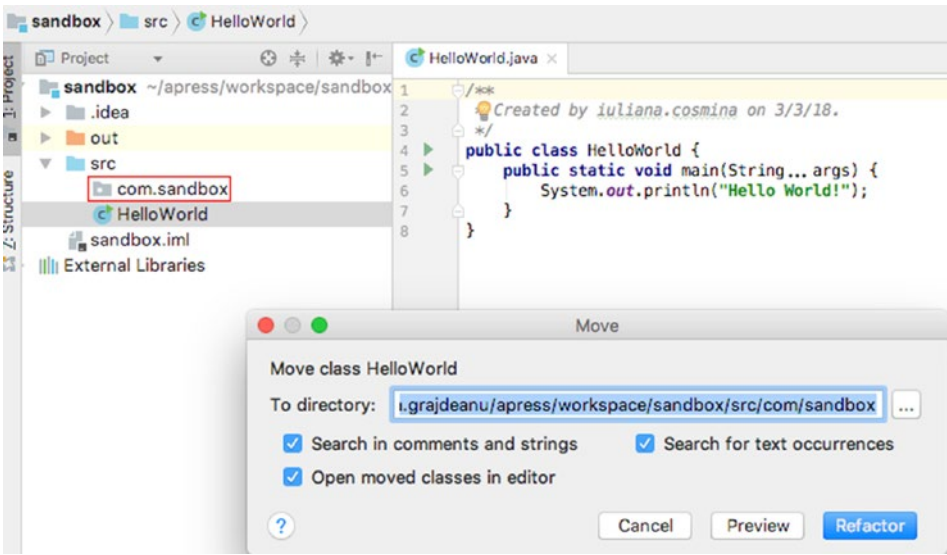 sandbox src HelloWorld
1: Project
Project
HelloWorld.java
sandbox ~/apress/workspace/sandbox
.idea
out
src
com.sandbox
HelloWorld
sandbox.iml
External Libraries
Z: Structure
1 /**
2 Created by iuliana.cosmina on 3/3/18.
3 */
4 public class HelloWorld {
5 public static void main(String... args) {
6 System.out.println("Hello World!");
7 }
8 }
Move
Move class HelloWorld
To directory: .grajdeanu/apress/workspace/sandbox/src/com/sandbox ...
Search in comments and strings Search for text occurrences
Open moved classes in editor
? Cancel Preview Refactor